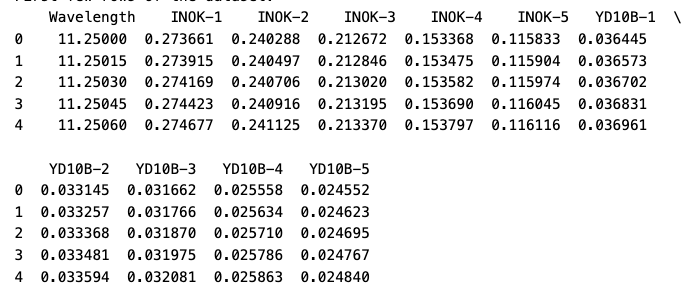 First few rows of the dataset:
Wavelength INOK-1 INOK-2 INOK-3 INOK-4 INOK-5 YD10B-1 \
0 11.25000 0.273661 0.240288 0.212672 0.153368 0.115833 0.036445
1 11.25015 0.273915 0.240497 0.212846 0.153475 0.115904 0.036573
2 11.25030 0.274169 0.240706 0.213020 0.153582 0.115974 0.036702
3 11.25045 0.274423 0.240916 0.213195 0.153690 0.116045 0.036831
4 11.25060 0.274677 0.241125 0.213370 0.153797 0.116116 0.036961
YD10B-2 YD10B-3 YD10B-4 YD10B-5
0 0.033145 0.031662 0.025558 0.024552
1 0.033257 0.031766 0.025634 0.024623
2 0.033368 0.031870 0.025710 0.024695
3 0.033481 0.031975 0.025786 0.024767
4 0.033594 0.032081 0.025863 0.024840